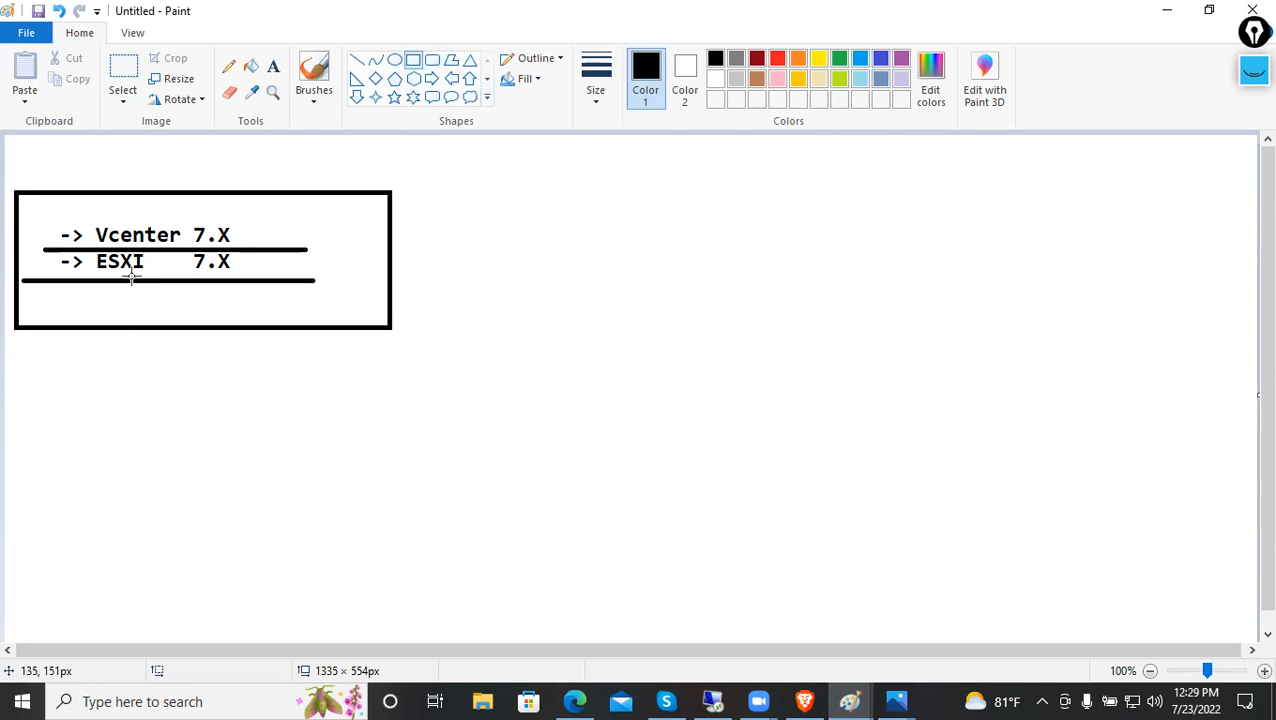 Untitled - Paint
File
Home
View
Paste
Cut
Copy
Clipboard
Select
Crop
Resize
Rotate
Image
A
Tools
Brushes
Outline
Fill
Shapes
Size
Color 1
Color 2
Edit colors
Colors
Edit with Paint 3D
-> Vcenter 7.X
-> ESXI 7.X
135, 151px
1335 × 554px
100%
Type here to search
81°F
12:29 PM
7/23/2022